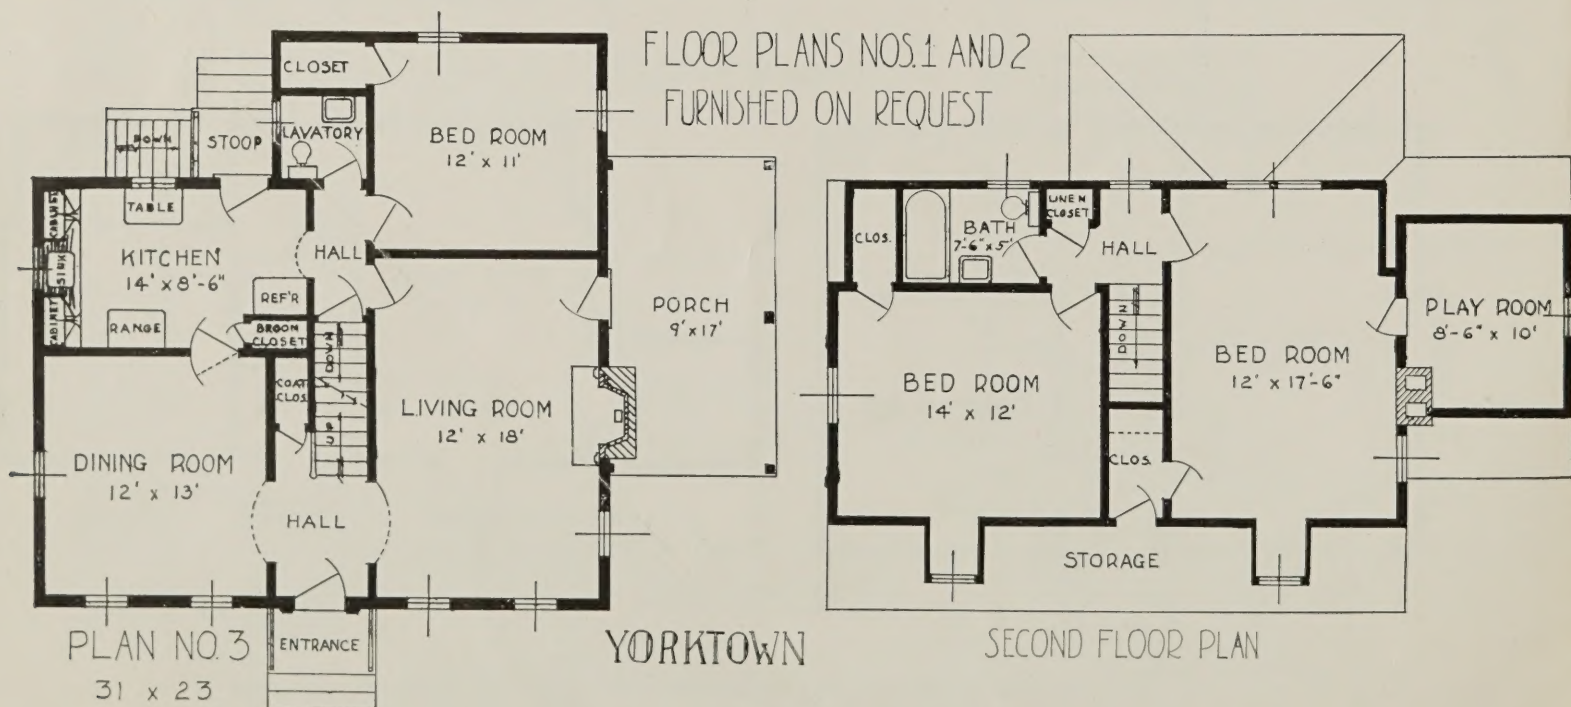 FLOOR PLANS NOS. 1 AND 2
FURNISHED ON REQUEST
CLOSET
LAVATORY
BED ROOM
12' x 11'
DOWN
STOOP
TABLE
CABINET
SINK
CABINET
KITCHEN
14' x 8'-6"
HALL
REF'R
RANGE
BROOM
CLOSET
COAT
CLOS.
DOWN
UP
PORCH
9' x 17'
LIVING ROOM
12' x 18'
DINING ROOM
12' x 13'
HALL
ENTRANCE
PLAN NO. 3
31 x 23
YORKTOWN
CLOS.
BATH
7'-6" x 5'
LINEN
CLOSET
HALL
DOWN
PLAY ROOM
8'-6" x 10'
BED ROOM
14' x 12'
BED ROOM
12' x 17'-6"
CLOS.
STORAGE
SECOND FLOOR PLAN